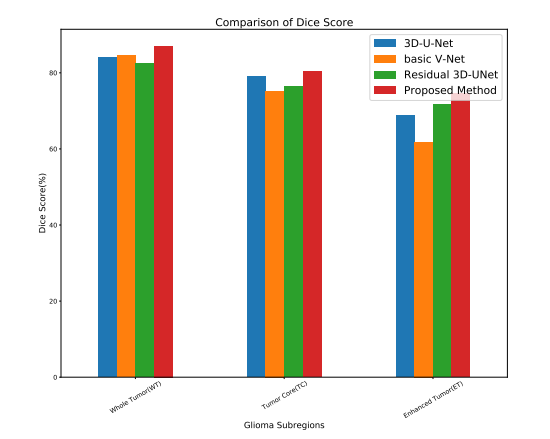 Comparison of Dice Score
3D-U-Net
basic V-Net
Residual 3D-UNet
Proposed Method
Dice Score(%)
80
60
40
20
0
Whole Tumor(WT)
Tumor Core(TC)
Enhanced Tumor(ET)
Glioma Subregions